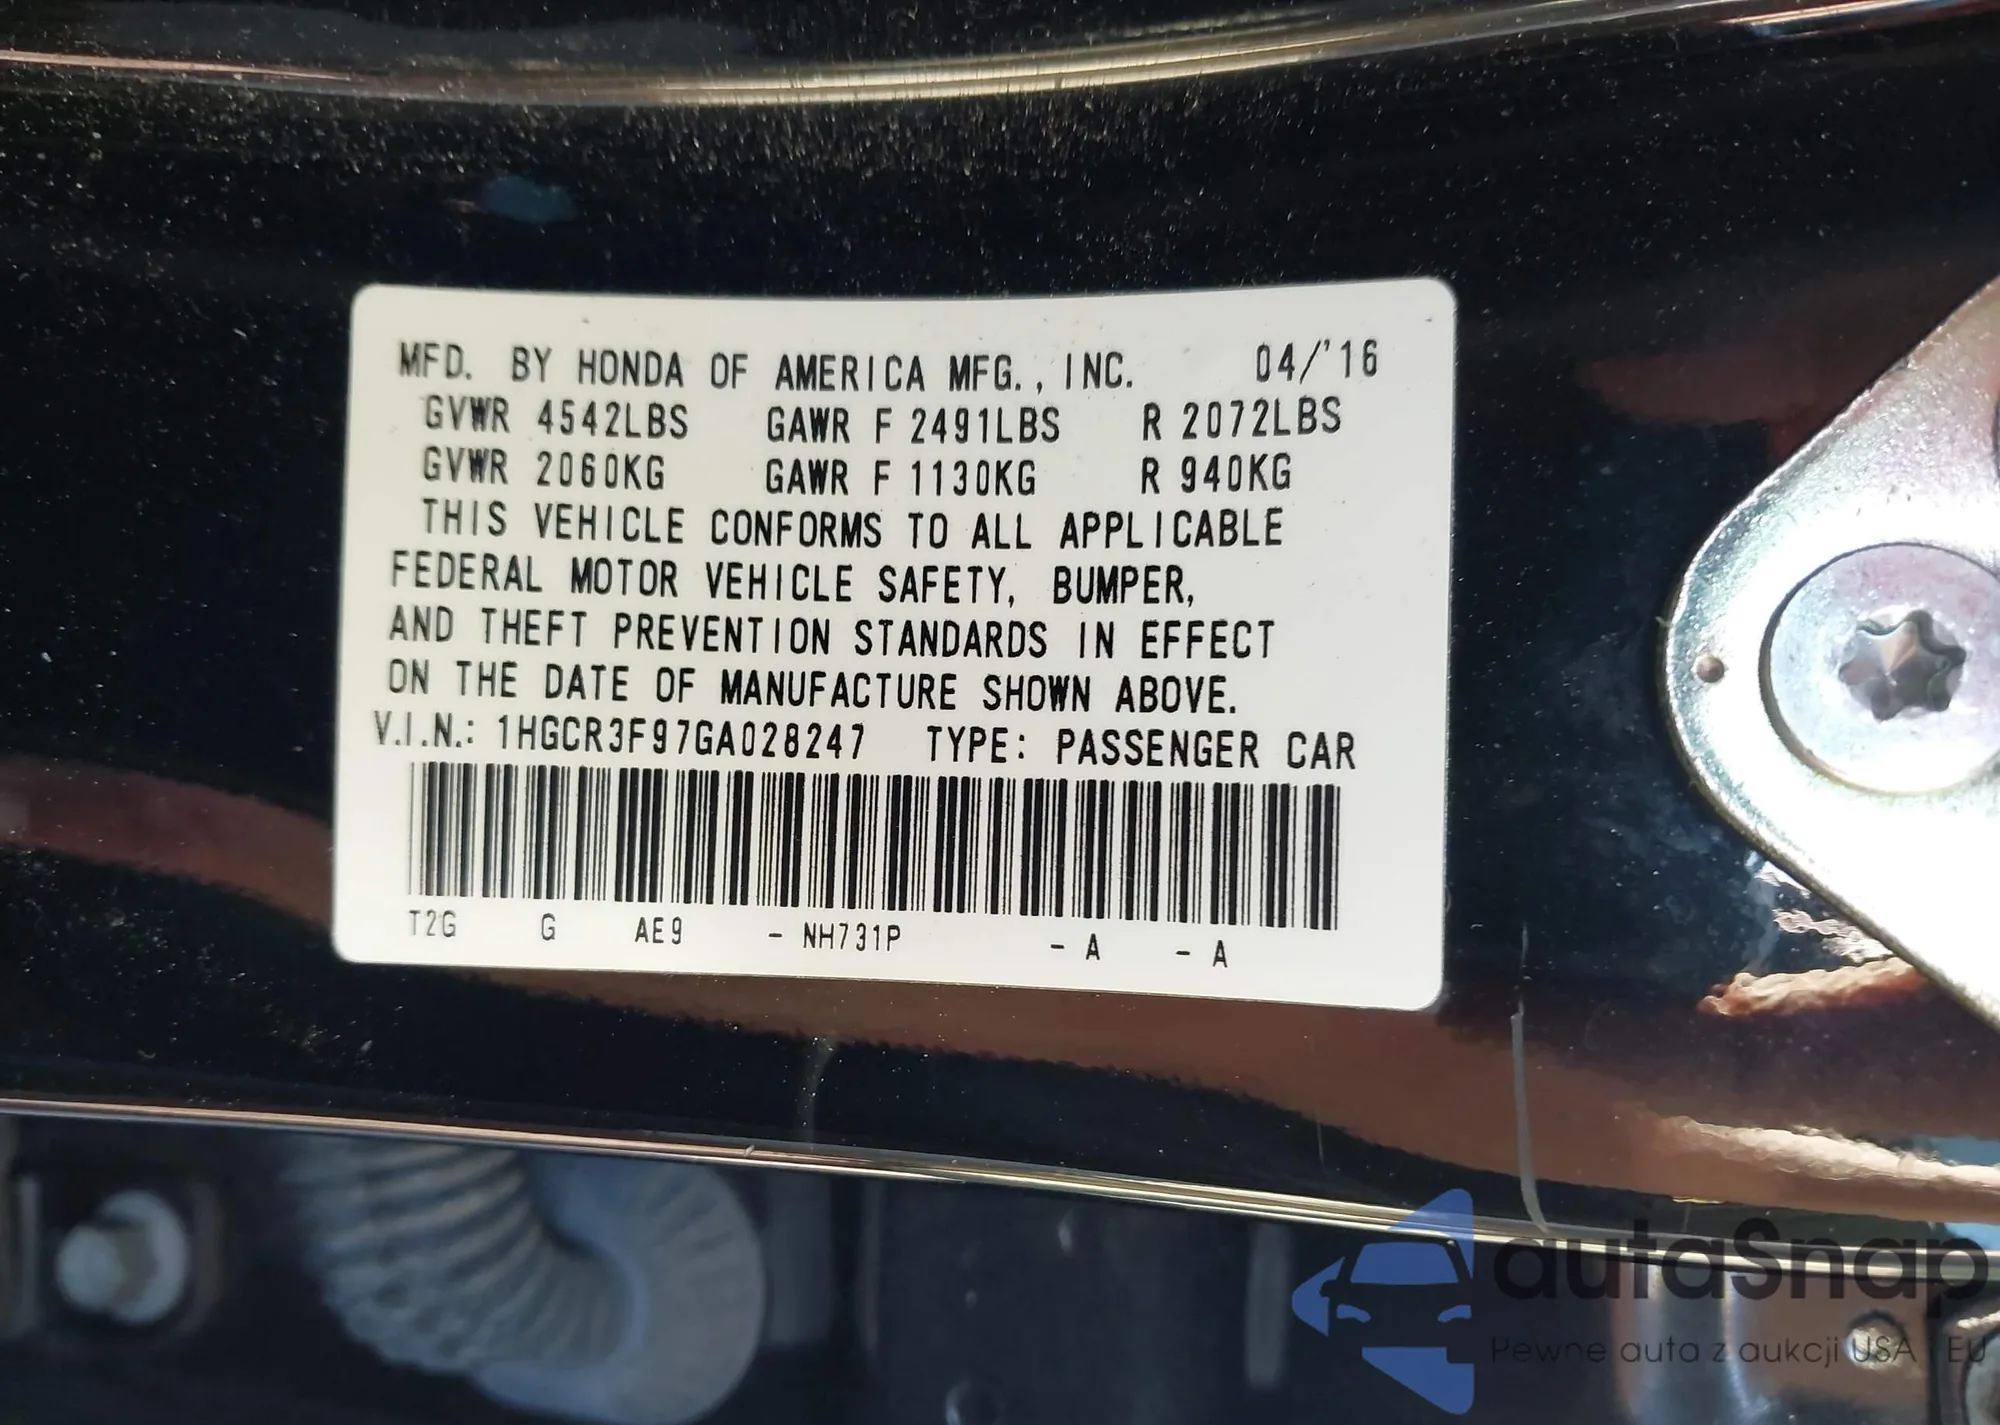 MFD. BY HONDA OF AMERICA MFG., INC. 04/'16
GVWR 4542LBS GAWR F 2491LBS R 2072LBS
GVWR 2060KG GAWR F 1130KG R 940KG
THIS VEHICLE CONFORMS TO ALL APPLICABLE
FEDERAL MOTOR VEHICLE SAFETY, BUMPER,
AND THEFT PREVENTION STANDARDS IN EFFECT
ON THE DATE OF MANUFACTURE SHOWN ABOVE.
V.I.N.: 1HGCR3F97GA028247 TYPE: PASSENGER CAR
T2G G AE9 - NH731P - A - A
autaSnap
Pewne auta z aukcji USA i EU